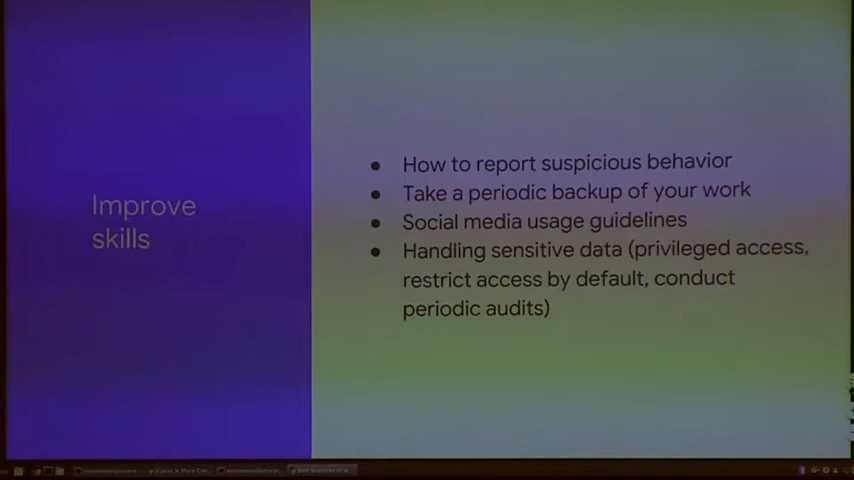 Improve
skills
• How to report suspicious behavior
• Take a periodic backup of your work
• Social media usage guidelines
• Handling sensitive data (privileged access,
restrict access by default, conduct
periodic audits)